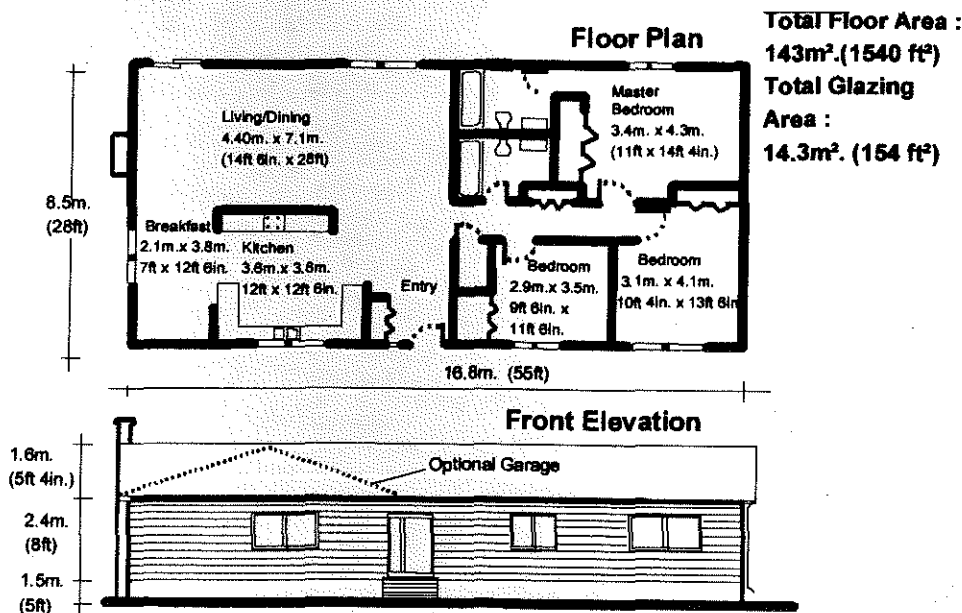 Floor Plan
Total Floor Area :
143m².(1540 ft²)
Total Glazing
Area :
14.3m². (154 ft²)
Living/Dining
4.40m. x 7.1m.
(14ft 6in. x 28ft)
Master
Bedroom
3.4m. x 4.3m.
(11ft x 14ft 4in.)
8.5m.
(28ft)
Breakfast
2.1m. x 3.8m.
7ft x 12ft 6in.
Kitchen
3.6m. x 3.8m.
12ft x 12ft 6in.
Entry
Bedroom
2.9m. x 3.5m.
9ft 6in. x
11ft 6in.
Bedroom
3.1m. x 4.1m.
10ft 4in. x 13ft 6in
16.8m. (55ft)
Front Elevation
Optional Garage
1.6m.
(5ft 4in.)
2.4m.
(8ft)
1.5m.
(5ft)